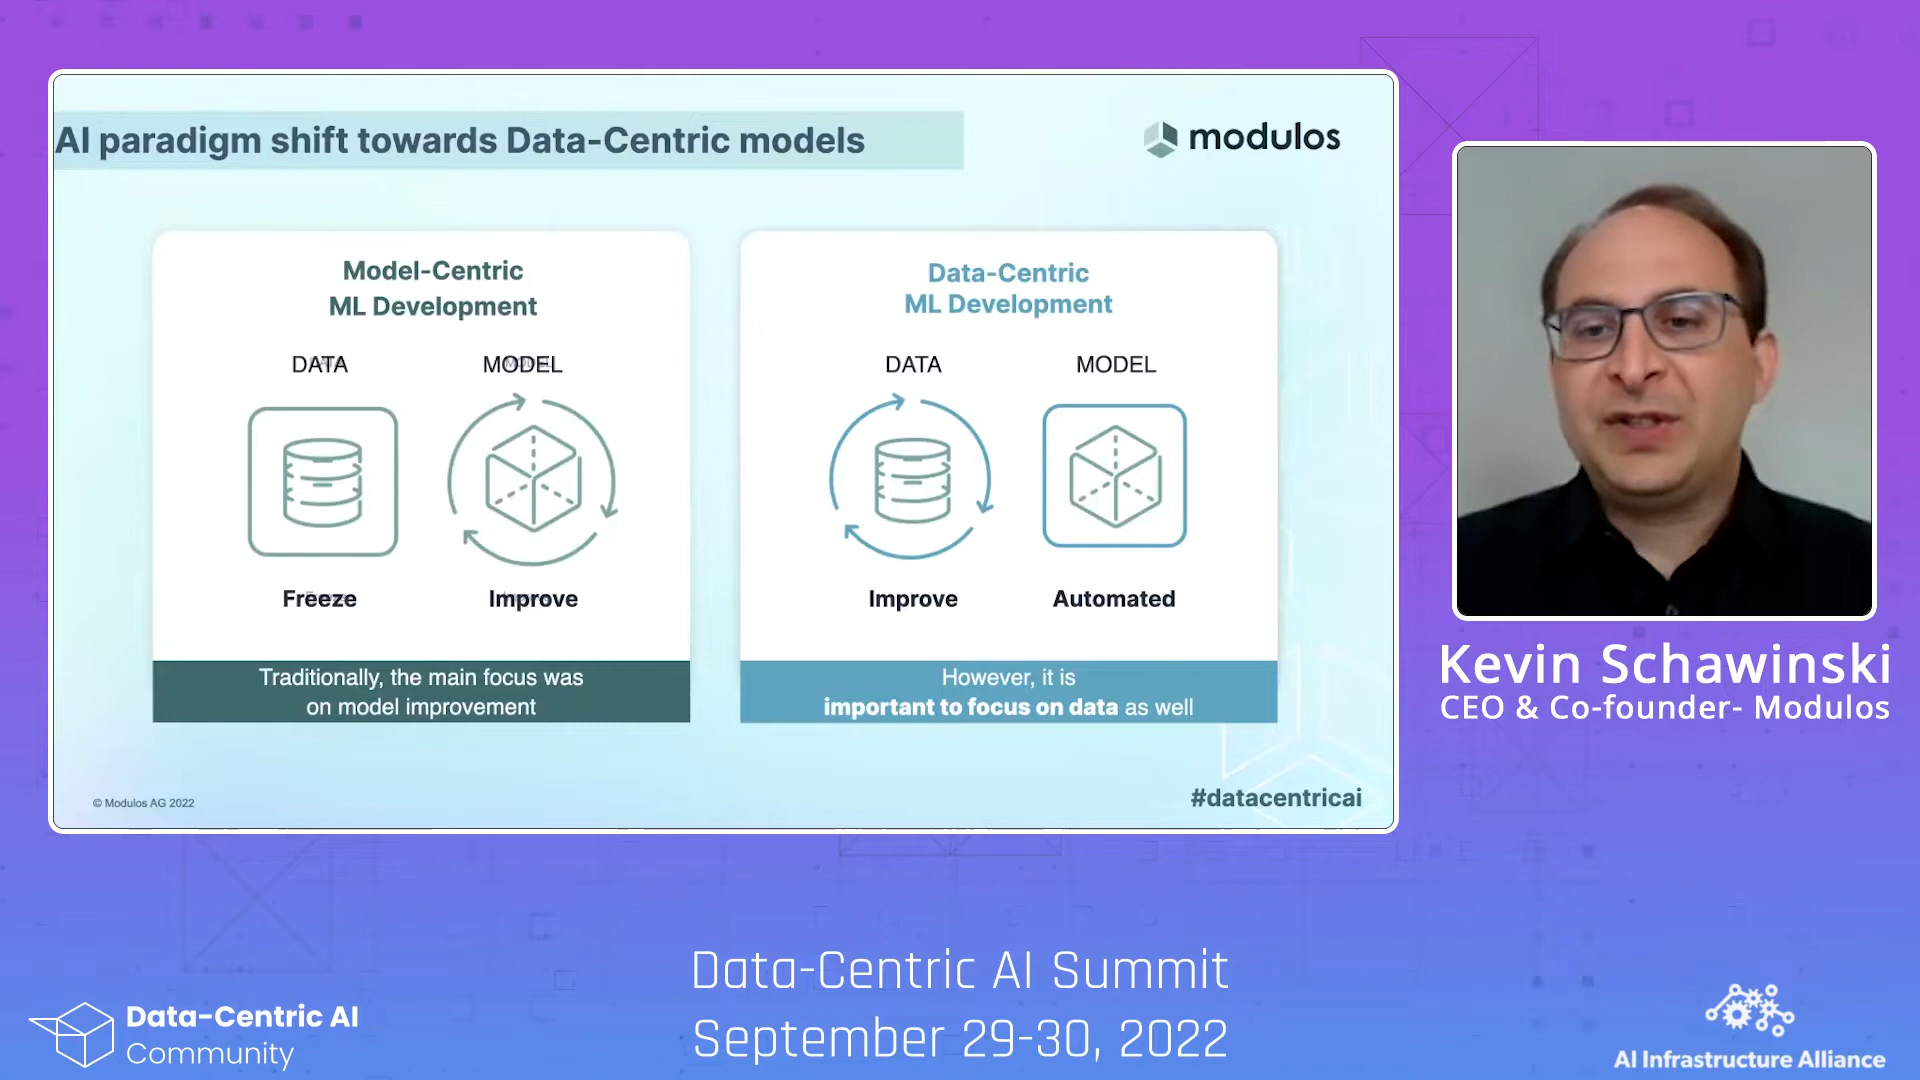 AI paradigm shift towards Data-Centric models
modulos
Model-Centric
ML Development
DATA
MODEL
Freeze
Improve
Traditionally, the main focus was
on model improvement
Data-Centric
ML Development
DATA
MODEL
Improve
Automated
However, it is
important to focus on data as well
© Modulos AG 2022
#datacentricai
Kevin Schawinski
CEO & Co-founder- Modulos
Data-Centric AI Summit
September 29-30, 2022
Data-Centric AI
Community
AI Infrastructure Alliance